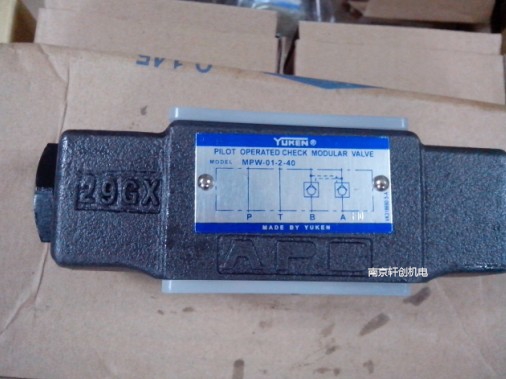 YUKEN®
PILOT OPERATED CHECK MODULAR VALVE
MODEL MPW-01-2-40
P T B A
MADE BY YUKEN
29GX
南京轩创机电